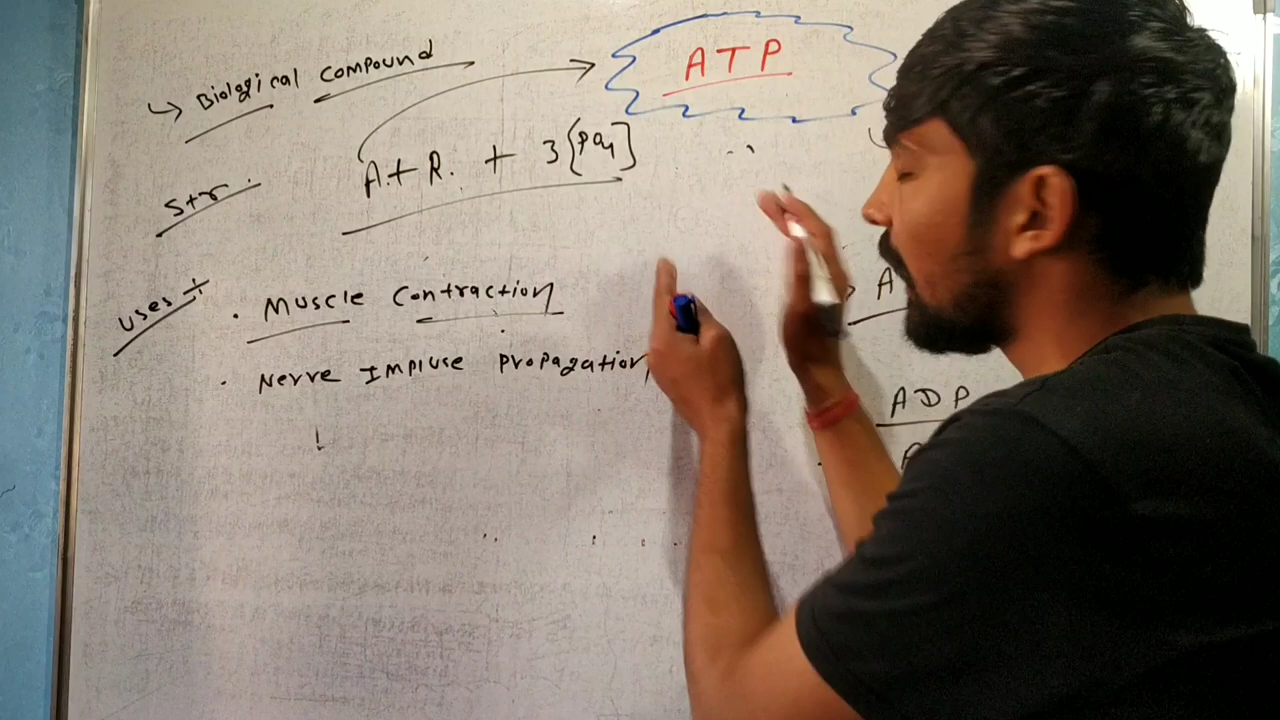 ATP
↳ Biological compound
str. A + R. + 3{PO4]
uses ÷ . Muscle Contraction
. Nerve Impluse propagation
A
ADP
A